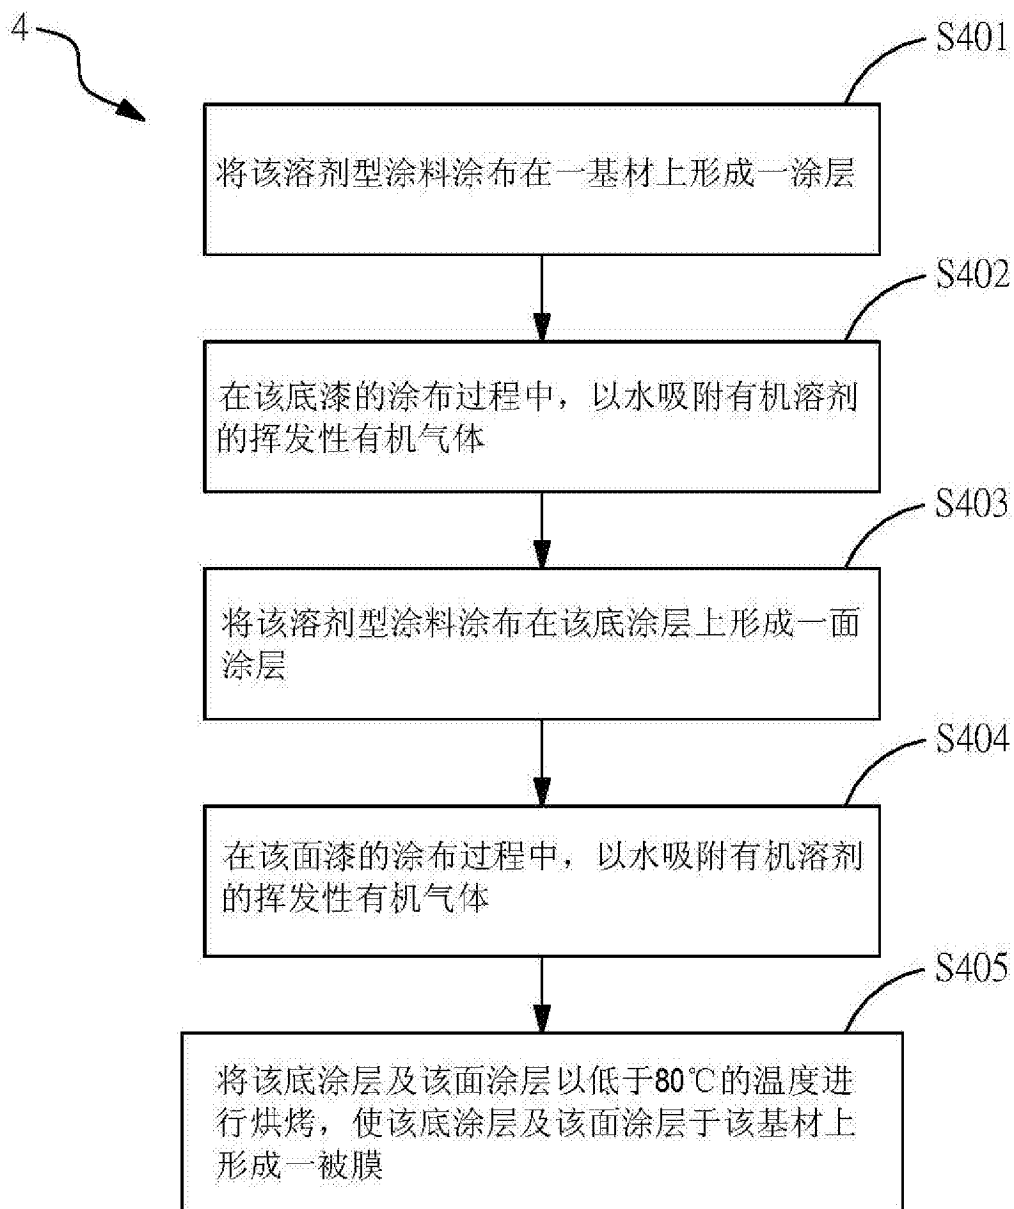 4
S401
将该溶剂型涂料涂布在一基材上形成一涂层
S402
在该底漆的涂布过程中，以水吸附有机溶剂
的挥发性有机气体
S403
将该溶剂型涂料涂布在该底涂层上形成一面
涂层
S404
在该面漆的涂布过程中，以水吸附有机溶剂
的挥发性有机气体
S405
将该底涂层及该面涂层以低于80℃的温度进
行烘烤，使该底涂层及该面涂层于该基材上
形成一被膜